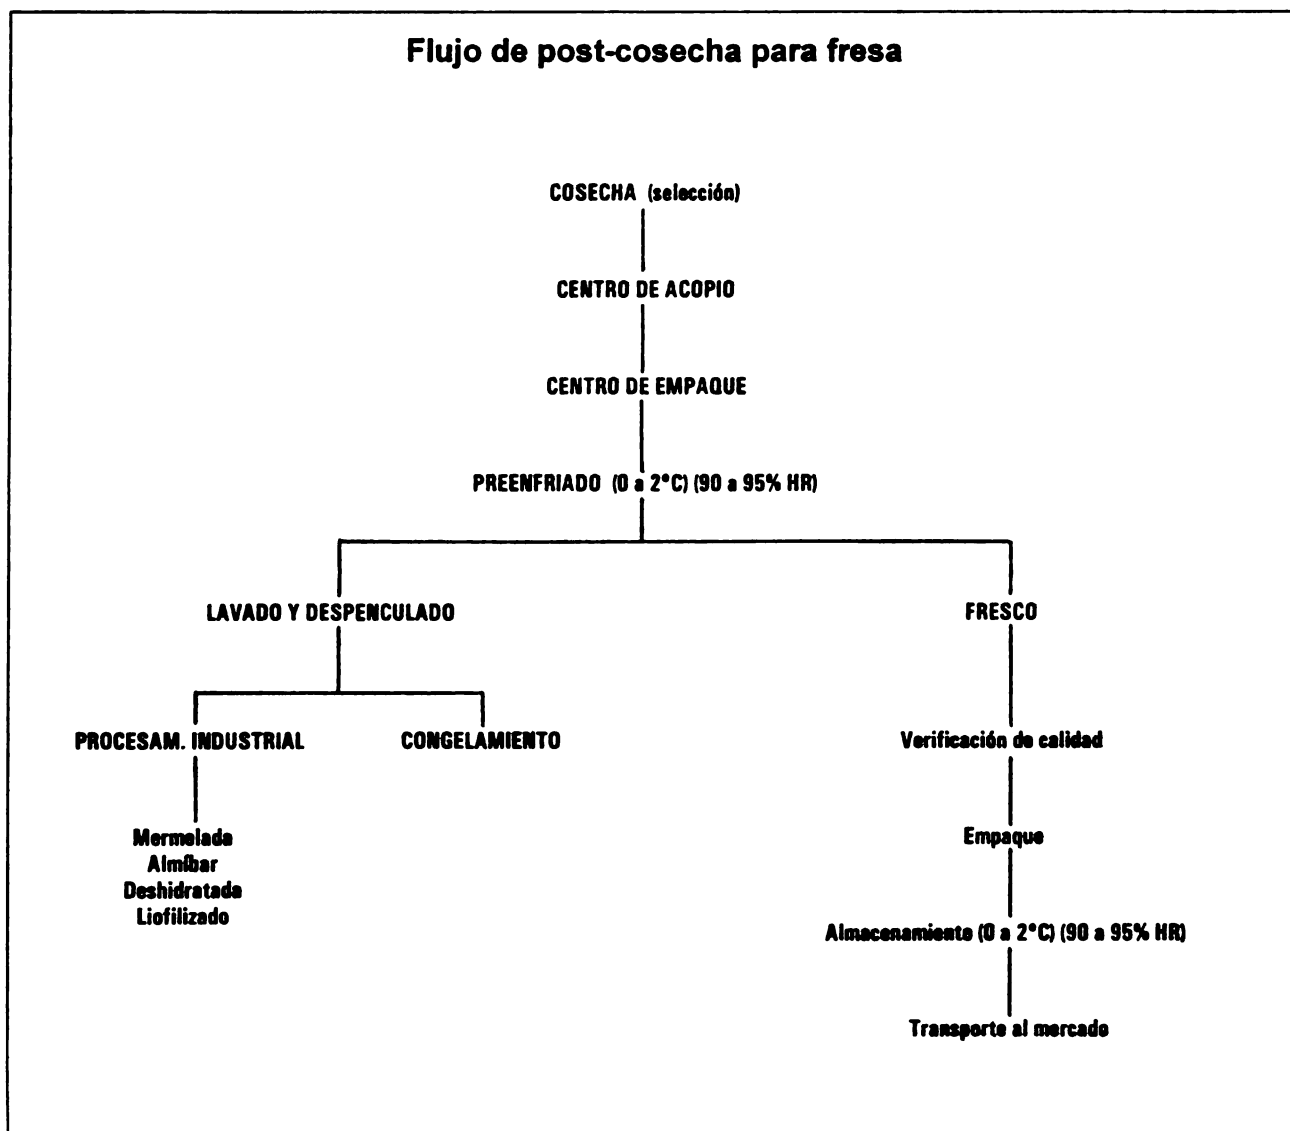 Flujo de post-cosecha para fresa
COSECHA (selección)
CENTRO DE ACOPIO
CENTRO DE EMPAQUE
PREENFRIADO (0 a 2°C) (90 a 95% HR)
LAVADO Y DESPENCULADO
FRESCO
PROCESAM. INDUSTRIAL
CONGELAMIENTO
Verificación de calidad
Mermelada
Almíbar
Deshidratada
Liofilizado
Empaque
Almacenamiento (0 a 2°C) (90 a 95% HR)
Transporte al mercado